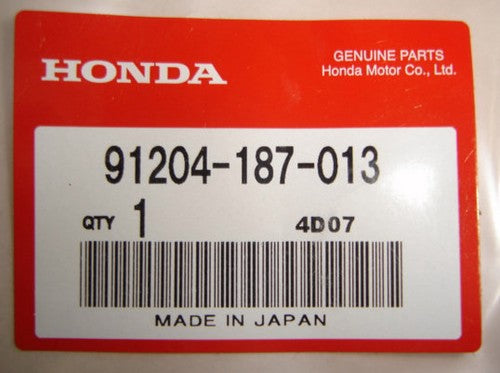 HONDA
GENUINE PARTS
Honda Motor Co., Ltd.
91204-187-013
QTY 1 4D07
MADE IN JAPAN